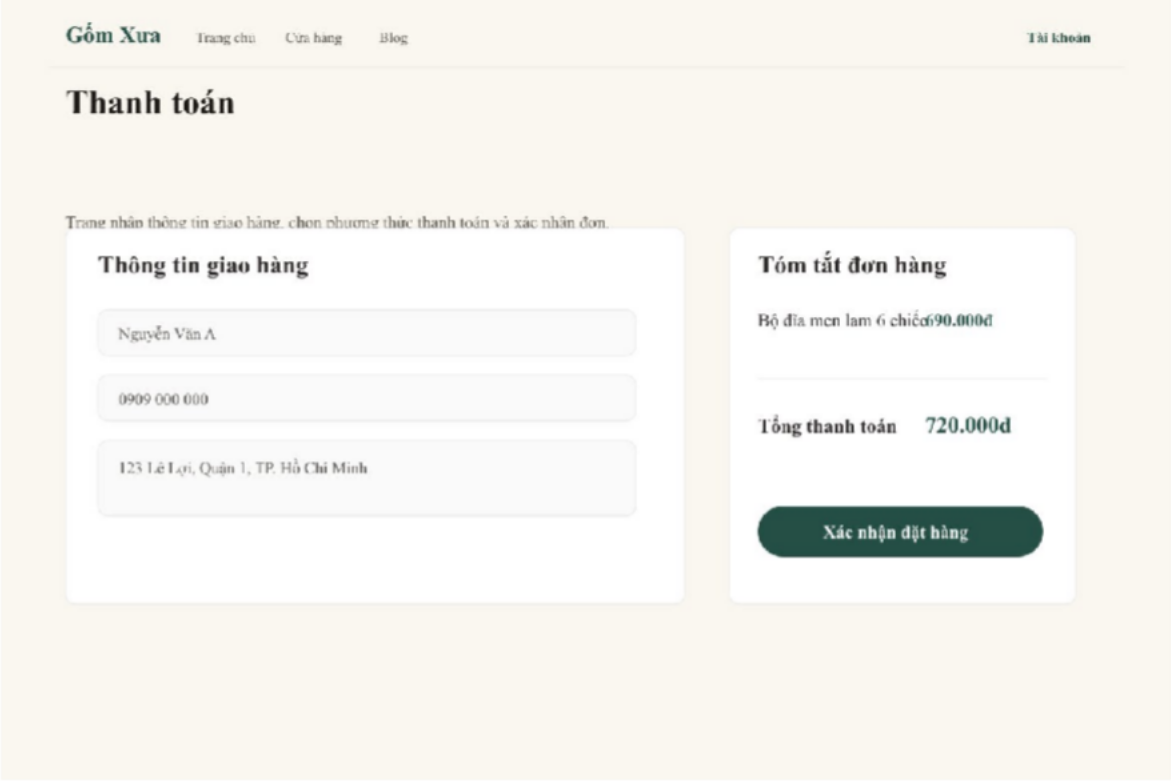 Gốm Xưa Trang chủ Cửa hàng Blog Tài khoản
Thanh toán
Trang nhận thông tin giao hàng, chọn phương thức thanh toán và xác nhận đơn.
Thông tin giao hàng
Nguyễn Văn A
0909 000 000
123 Lê Lợi, Quận 1, TP. Hồ Chí Minh
Tóm tắt đơn hàng
Bộ đĩa men lam 6 chiếc 690.000đ
Tổng thanh toán 720.000đ
Xác nhận đặt hàng